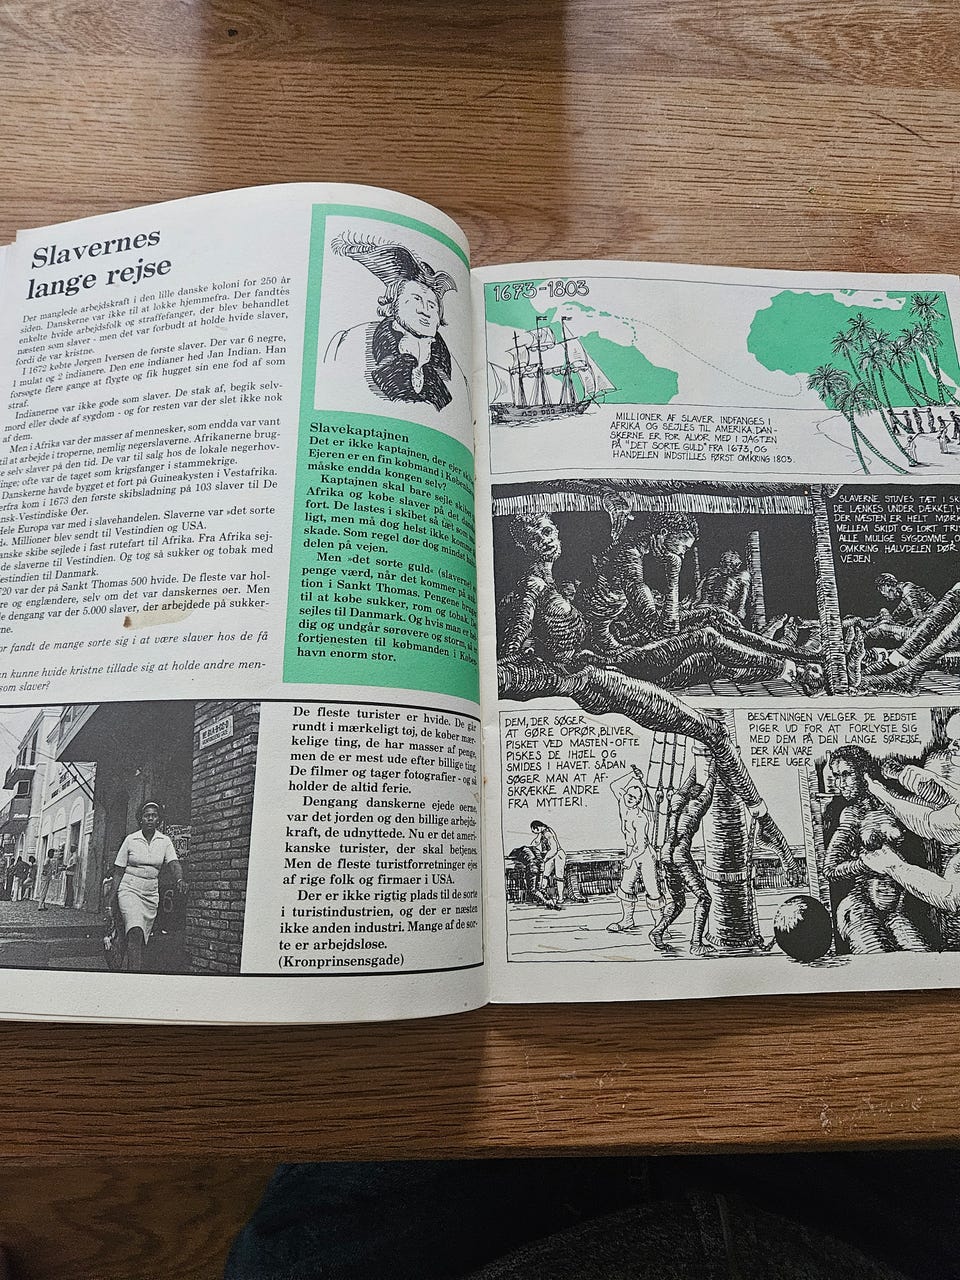 Slavernes
lange rejse
Der manglede arbejdskraft i den lille danske koloni for 250 år
siden. Danskerne var ikke til at lokke hjemmefra. Der fandtes
enkelte hvide arbejdsfolk og straffefanger, der blev behandlet
næsten som slaver - men det var forbudt at holde hvide slaver,
fordi de var kristne.
I 1672 købte Jørgen Iversen de første slaver. Der var 6 negre,
1 mulat og 2 indianere. Den ene indianer hed Jan Indian. Han
forsøgte flere gange at flygte og fik hugget sin ene fod af som
straf.
Indianerne var ikke gode som slaver. De stak af, begik selv-
mord eller døde af sygdom - og for resten var der slet ikke nok
af dem.
Men i Afrika var der masser af mennesker, som endda var vant
til at arbejde i troperne, nemlig negerslaverne. Afrikanerne brug-
selv slaver på den tid. De var til salg hos de lokale negerhøv-
ofte var de taget som krigsfanger i stammekrige.
Danskerne havde bygget et fort på Guineakysten i Vestafrika.
kom i 1673 den første skibsladning på 103 slaver til De
Vestindiske Øer.
Europa var med i slavehandelen. Slaverne var »det sorte
Millioner blev sendt til Vestindien og USA.
skibe sejlede i fast rutefart til Afrika. Fra Afrika sej-
de slaverne til Vestindien. Og tog så sukker og tobak med
til Danmark.
var der på Sankt Thomas 500 hvide. De fleste var hol-
og englændere, selv om det var danskernes øer. Men
dengang var der 5.000 slaver, der arbejdede på sukker-
fandt de mange sorte sig i at være slaver hos de få
kunne hvide kristne tillade sig at holde andre men-
som slaver?
Slavekaptajnen
Det er ikke kaptajnen, der ejer
Ejeren er en fin købmand i
måske endda kongen selv?
Kaptajnen skal bare sejle
Afrika og købe slaver på det
fort. De lastes i skibet så tæt som
ligt, men må dog helst ikke komme
skade. Som regel dør dog mindst
delen på vejen.
Men »det sorte guld« (slaverne)
penge værd, når det kommer på
tion i Sankt Thomas. Pengene bruges
til at købe sukker, rom og tobak.
sejles til Danmark. Og hvis man er
dig og undgår sørøvere og storm,
fortjenesten til købmanden i Køben-
havn enorm stor.
De fleste turister er hvide. De går
rundt i mærkeligt tøj, de køber mær-
kelige ting, de har masser af penge,
men de er mest ude efter billige ting.
De filmer og tager fotografier - og så
holder de altid ferie.
Dengang danskerne ejede øerne,
var det jorden og den billige arbejds-
kraft, de udnyttede. Nu er det ameri-
kanske turister, der skal betjenes.
Men de fleste turistforretninger ejes
af rige folk og firmaer i USA.
Der er ikke rigtig plads til de sorte
i turistindustrien, og der er næsten
ikke anden industri. Mange af de sor-
te er arbejdsløse.
(Kronprinsensgade)
1673-1803
MILLIONER AF SLAVER INDFANGES I
AFRIKA OG SEJLES TIL AMERIKA. DAN-
SKERNE ER FOR ALVOR MED I JAGTEN
PÅ "DET SORTE GULD" FRA 1673, OG
HANDELEN INDSTILLES FØRST OMKRING 1803.
SLAVERNE STUVES TÆT I
DE LÆNKES UNDER DÆKKET,
DER NÆSTEN ER HELT
MELLEM SKIDT OG LORT
ALLE MULIGE SYGDOMME,
OMKRING HALVDELEN DØR
VEJEN.
DEM, DER SØGER
AT GØRE OPRØR, BLIVER
PISKET VED MASTEN - OFTE
PISKES DE IHJEL OG
SMIDES I HAVET. SÅDAN
SØGER MAN AT AF-
SKRÆKKE ANDRE
FRA MYTTERI.
BESÆTNINGEN VÆLGER DE BEDSTE
PIGER UD FOR AT FORLYSTE SIG
MED DEM PÅ DEN LANGE SØREJSE,
DER KAN VARE
FLERE UGER